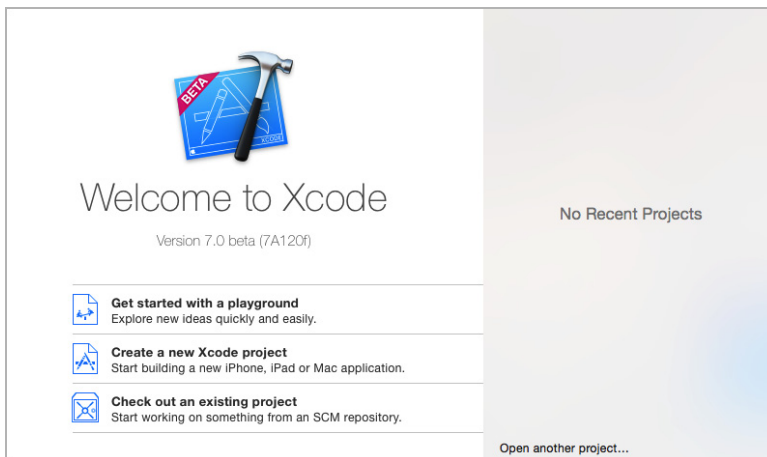 BETA
XCODE
Welcome to Xcode
Version 7.0 beta (7A120f)
Get started with a playground
Explore new ideas quickly and easily.
Create a new Xcode project
Start building a new iPhone, iPad or Mac application.
Check out an existing project
Start working on something from an SCM repository.
No Recent Projects
Open another project...